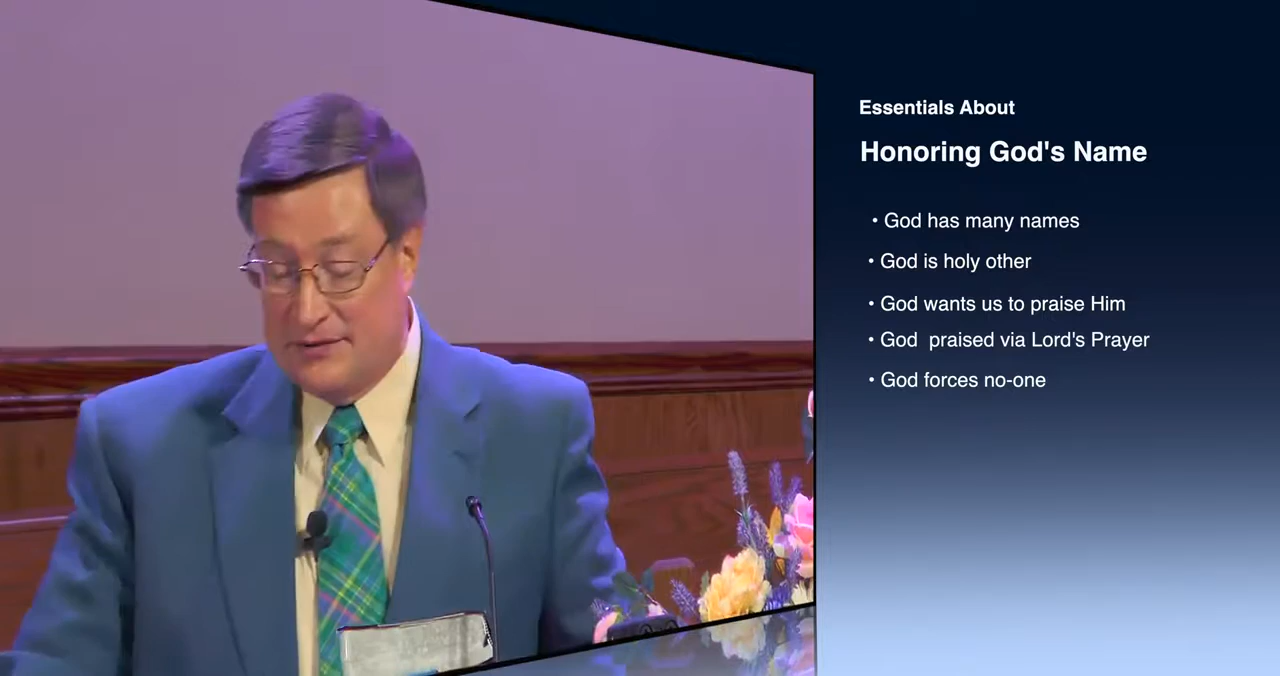 Essentials About
Honoring God's Name
• God has many names
• God is holy other
• God wants us to praise Him
• God  praised via Lord's Prayer
• God forces no-one